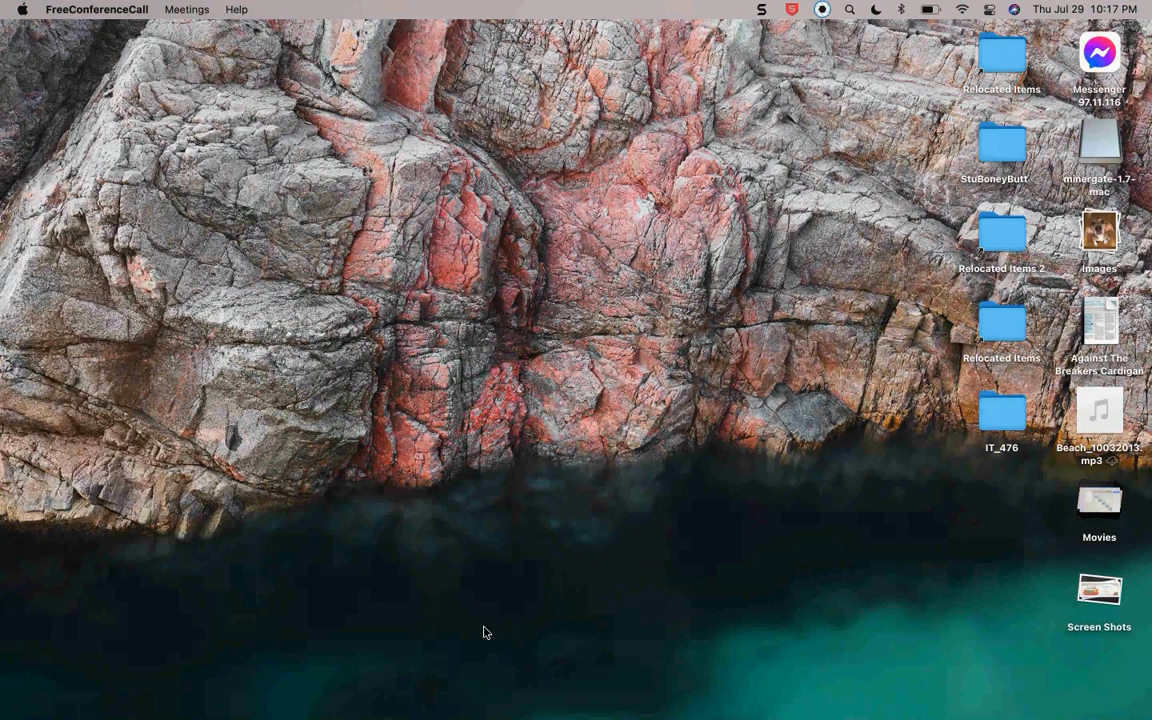 FreeConferenceCall Meetings Help Thu Jul 29 10:17 PM
Relocated Items
Messenger
97.11.116
StuBoneyButt
minergate-1.7-
mac
Relocated Items 2
Images
Relocated Items
Against The
Breakers Cardigan
IT_476
Beach_10032013.
mp3
Movies
Screen Shots